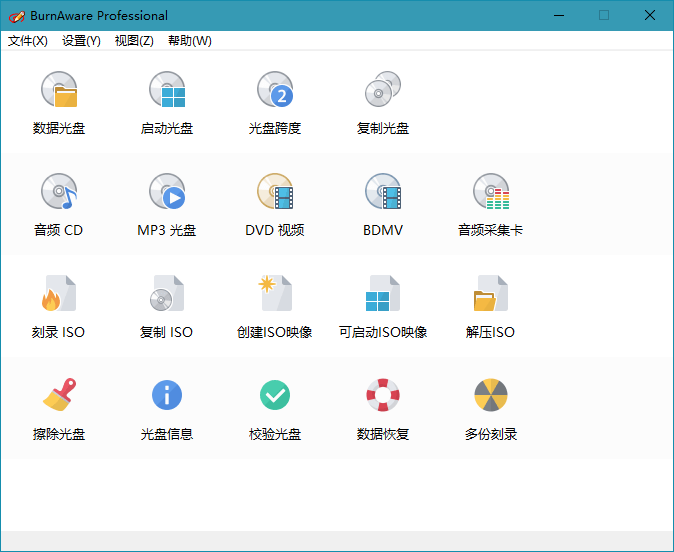 BurnAware Professional
文件(X) 设置(Y) 视图(Z) 帮助(W)
2
数据光盘 启动光盘 光盘跨度 复制光盘
音频 CD MP3 光盘 DVD 视频 BDMV 音频采集卡
刻录 ISO 复制 ISO 创建ISO映像 可启动ISO映像 解压ISO
擦除光盘 光盘信息 校验光盘 数据恢复 多份刻录